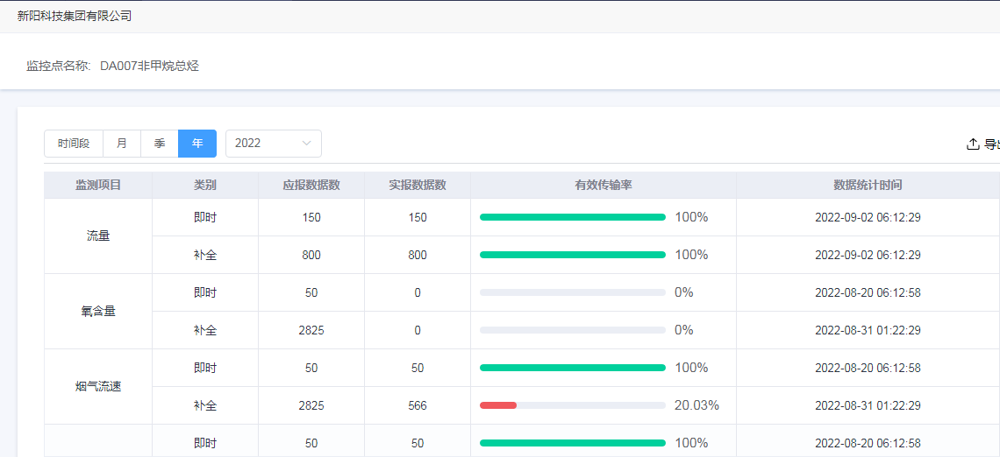 新阳科技集团有限公司
监控点名称: DA007非甲烷总烃
时间段 月 季 年 2022
监测项目 类别 应报数据数 实报数据数 有效传输率 数据统计时间
流量
即时 150 150 100% 2022-09-02 06:12:29
补全 800 800 100% 2022-09-02 06:12:29
氧含量
即时 50 0 0% 2022-08-20 06:12:58
补全 2825 0 0% 2022-08-31 01:22:29
烟气流速
即时 50 50 100% 2022-08-20 06:12:58
补全 2825 566 20.03% 2022-08-31 01:22:29
即时 50 50 100% 2022-08-20 06:12:58